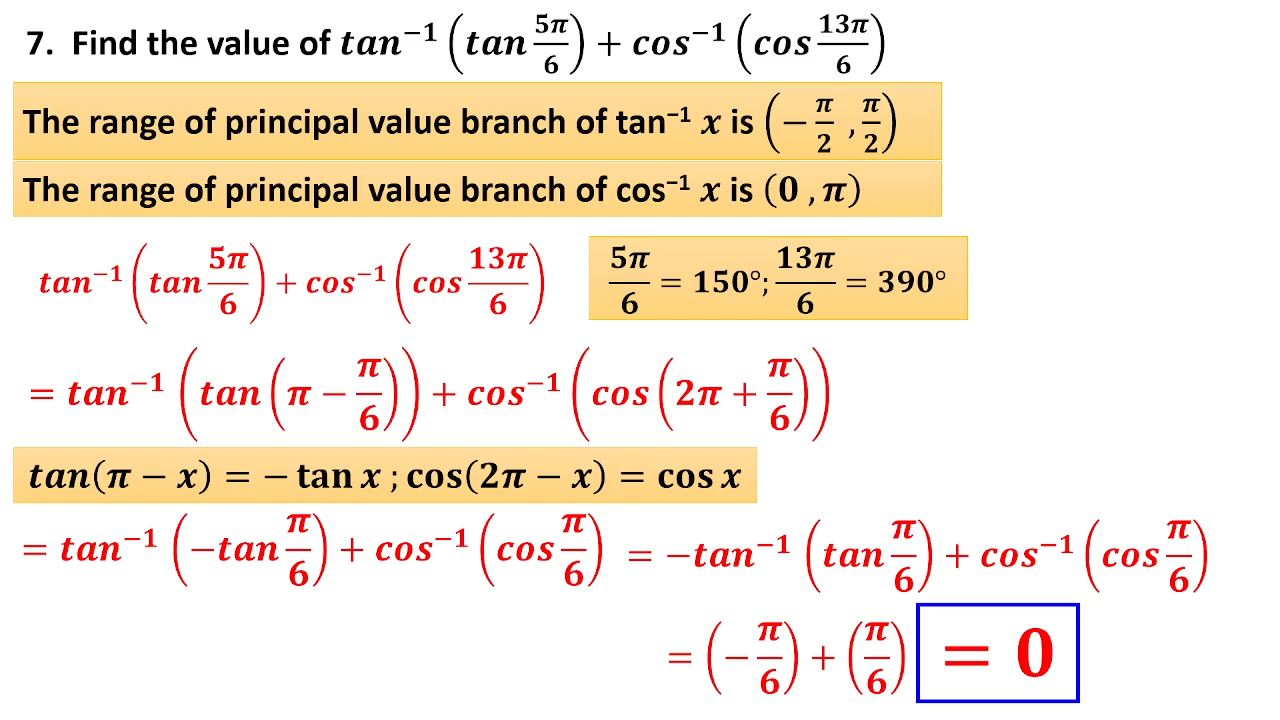 7. Find the value of tan⁻¹(tan 5π/6) + cos⁻¹(cos 13π/6)
The range of principal value branch of tan⁻¹ x is (−π/2 , π/2)
The range of principal value branch of cos⁻¹ x is (0 , π)
tan⁻¹(tan 5π/6) + cos⁻¹(cos 13π/6)
5π/6 = 150°; 13π/6 = 390°
= tan⁻¹(tan(π − π/6)) + cos⁻¹(cos(2π + π/6))
tan(π − x) = − tan x ; cos(2π − x) = cos x
= tan⁻¹(−tan π/6) + cos⁻¹(cos π/6)
= −tan⁻¹(tan π/6) + cos⁻¹(cos π/6)
= (−π/6) + (π/6) = 0